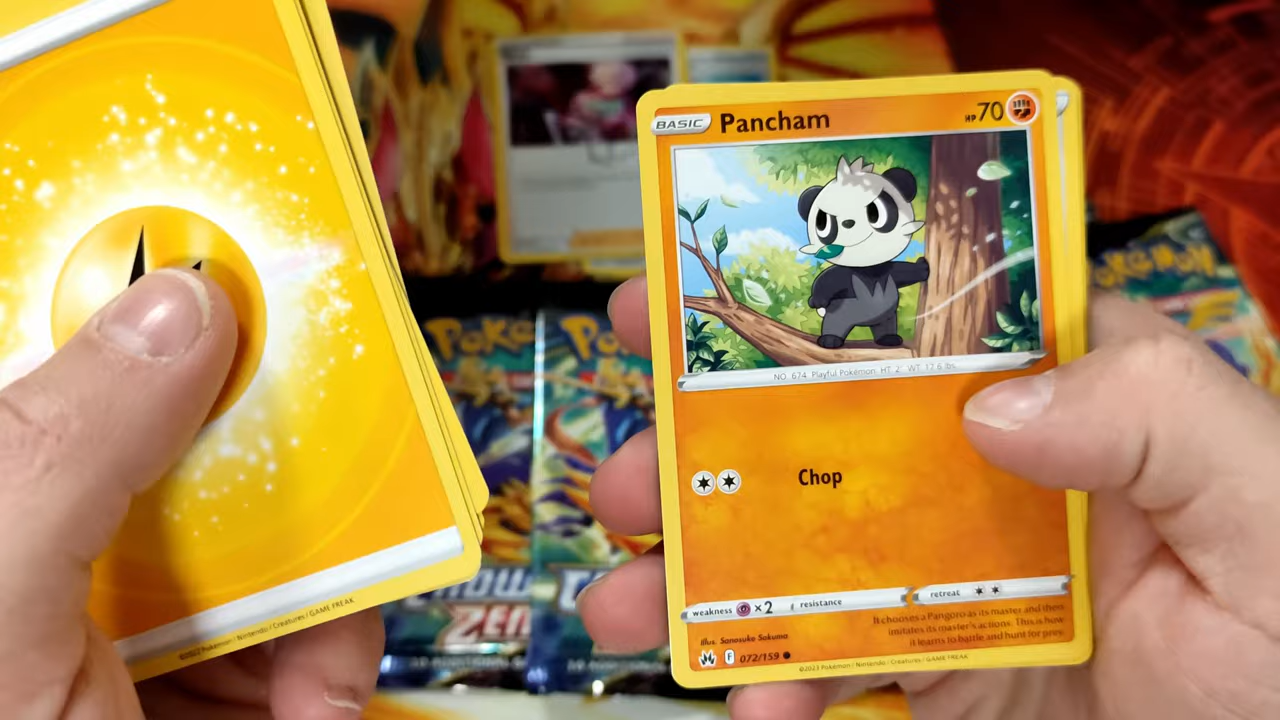 BASIC Pancham HP 70
NO. 674 Playful Pokémon HT 2' WT 17.6 lbs.
Chop
weakness ×2 resistance retreat
It chooses a Pangoro as its master and then
imitates its master's actions. This is how
it learns to battle and hunt for prey.
Illus. Sanosuke Sakuma
F 072/159
©2023 Pokémon / Nintendo / Creatures / GAME FREAK
©2023 Pokémon / Nintendo / Creatures / GAME FREAK
ZEN